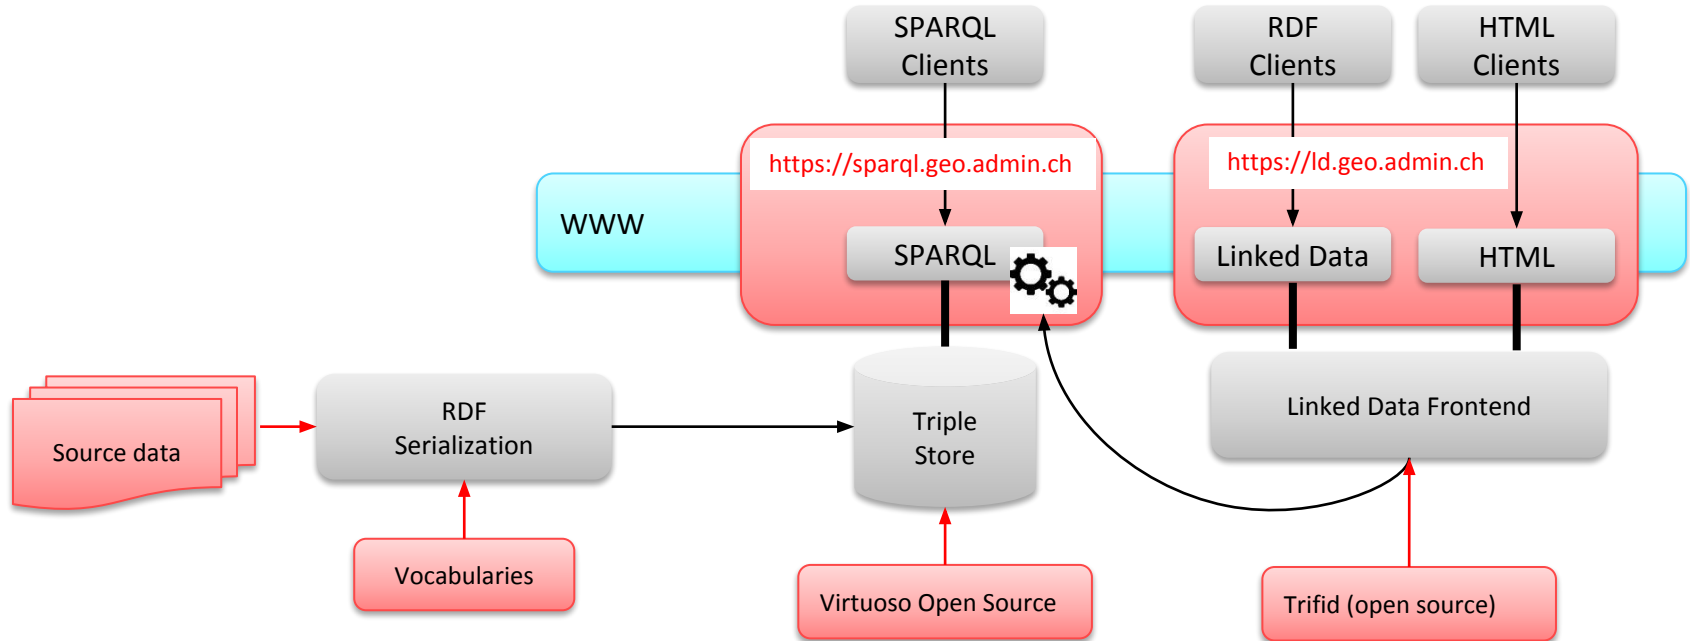 SPARQL
Clients
RDF
Clients
HTML
Clients
https://sparql.geo.admin.ch
https://ld.geo.admin.ch
WWW
SPARQL
Linked Data
HTML
Source data
RDF
Serialization
Triple
Store
Linked Data Frontend
Vocabularies
Virtuoso Open Source
Trifid (open source)